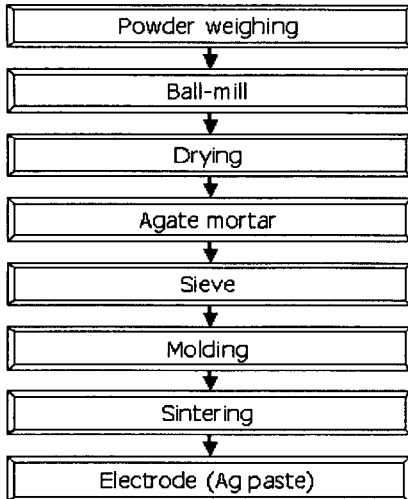 Powder weighing
Ball-mill
Drying
Agate mortar
Sieve
Molding
Sintering
Electrode (Ag paste)